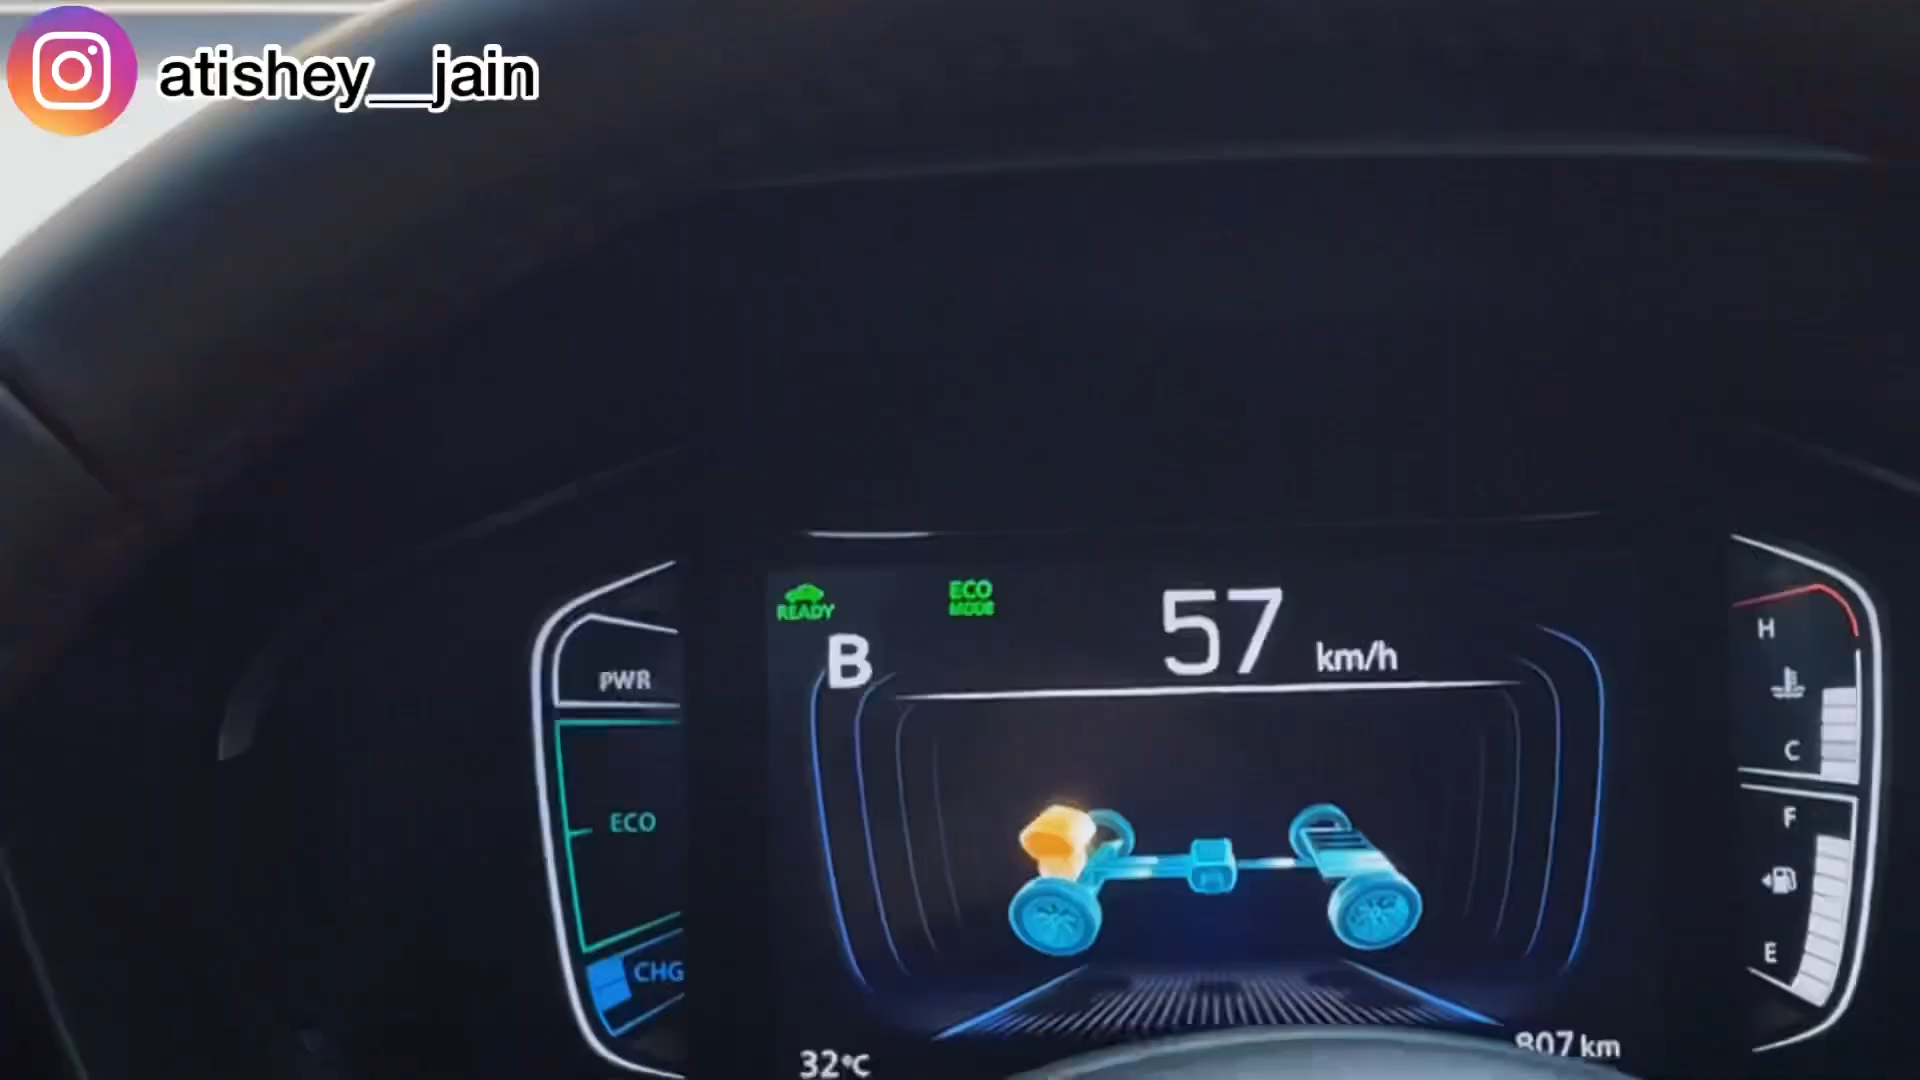 atishey__jain
READY
ECO
MODE
57 km/h
B
PWR
ECO
CHG
H
C
F
E
32°C
807 km